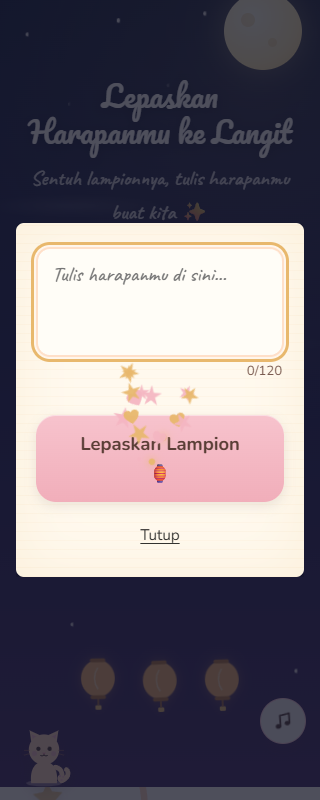 Lepaskan
Harapanmu ke Langit
Sentuh lampionnya, tulis harapanmu
buat kita ✨
Tulis harapanmu di sini...
0/120
Lepaskan Lampion
🏮
Tutup